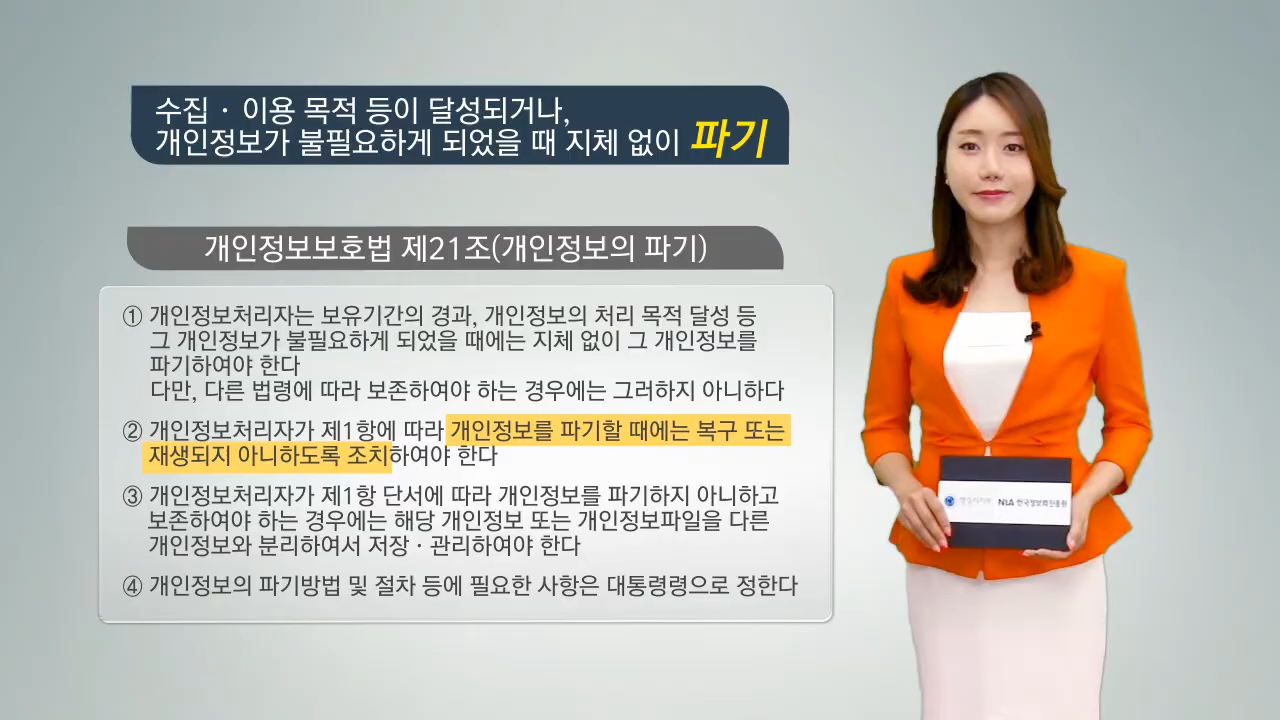 수집 · 이용 목적 등이 달성되거나,
개인정보가 불필요하게 되었을 때 지체 없이 파기
개인정보보호법 제21조(개인정보의 파기)
① 개인정보처리자는 보유기간의 경과, 개인정보의 처리 목적 달성 등
그 개인정보가 불필요하게 되었을 때에는 지체 없이 그 개인정보를
파기하여야 한다
다만, 다른 법령에 따라 보존하여야 하는 경우에는 그러하지 아니하다
② 개인정보처리자가 제1항에 따라 개인정보를 파기할 때에는 복구 또는
재생되지 아니하도록 조치하여야 한다
③ 개인정보처리자가 제1항 단서에 따라 개인정보를 파기하지 아니하고
보존하여야 하는 경우에는 해당 개인정보 또는 개인정보파일을 다른
개인정보와 분리하여서 저장 · 관리하여야 한다
④ 개인정보의 파기방법 및 절차 등에 필요한 사항은 대통령령으로 정한다
NIA 한국정보화진흥원